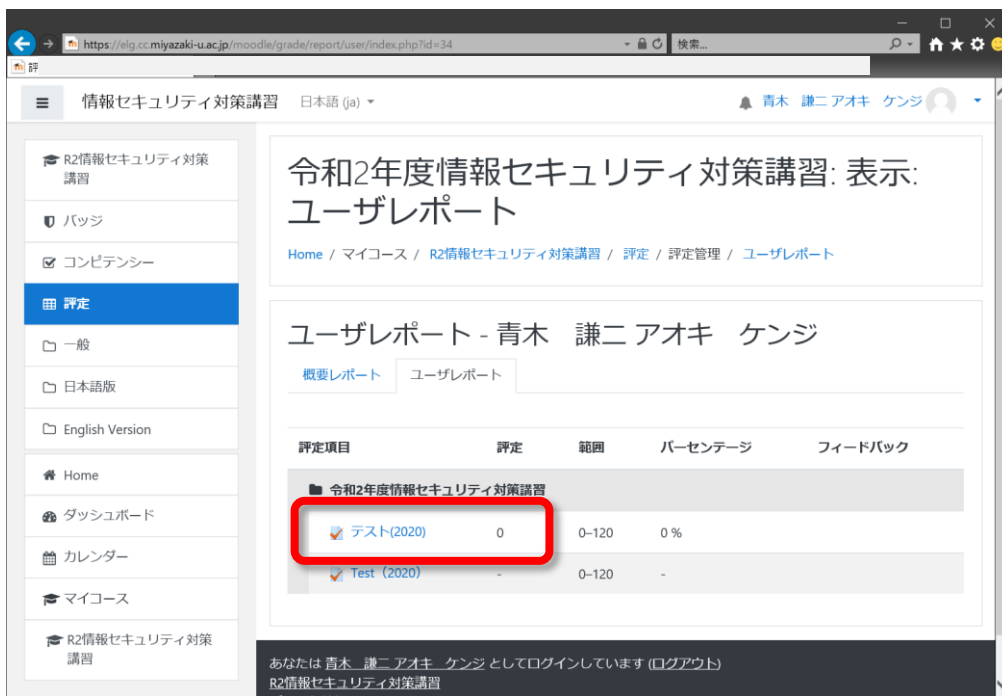 https://elg.cc.miyazaki-u.ac.jp/moodle/grade/report/user/index.php?id=34
検索...
評
情報セキュリティ対策講習 日本語 (ja)
青木 謙二 アオキ ケンジ
R2情報セキュリティ対策
講習
バッジ
コンピテンシー
評定
一般
日本語版
English Version
Home
ダッシュボード
カレンダー
マイコース
R2情報セキュリティ対策
講習
令和2年度情報セキュリティ対策講習: 表示:
ユーザレポート
Home / マイコース / R2情報セキュリティ対策講習 / 評定 / 評定管理 / ユーザレポート
ユーザレポート - 青木 謙二 アオキ ケンジ
概要レポート ユーザレポート
評定項目 評定 範囲 パーセンテージ フィードバック
令和2年度情報セキュリティ対策講習
テスト(2020) 0 0–120 0 %
Test（2020） - 0–120 -
あなたは 青木 謙二 アオキ ケンジ としてログインしています (ログアウト)
R2情報セキュリティ対策講習